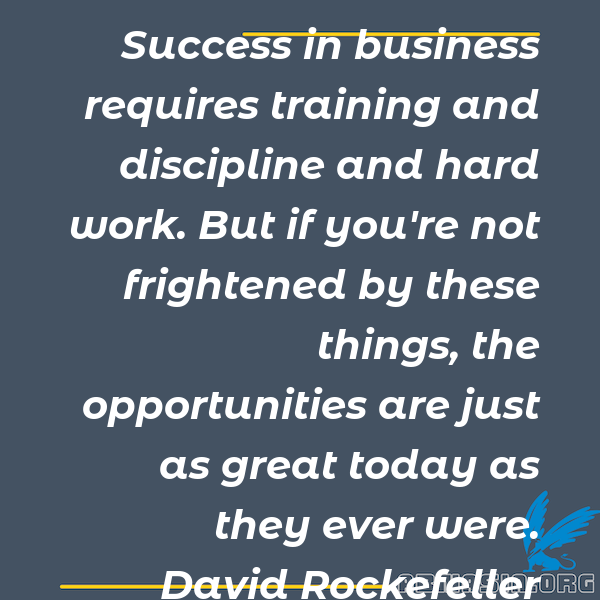 Success in business
requires training and
discipline and hard
work. But if you're not
frightened by these
things, the
opportunities are just
as great today as
they ever were.
David Rockefeller